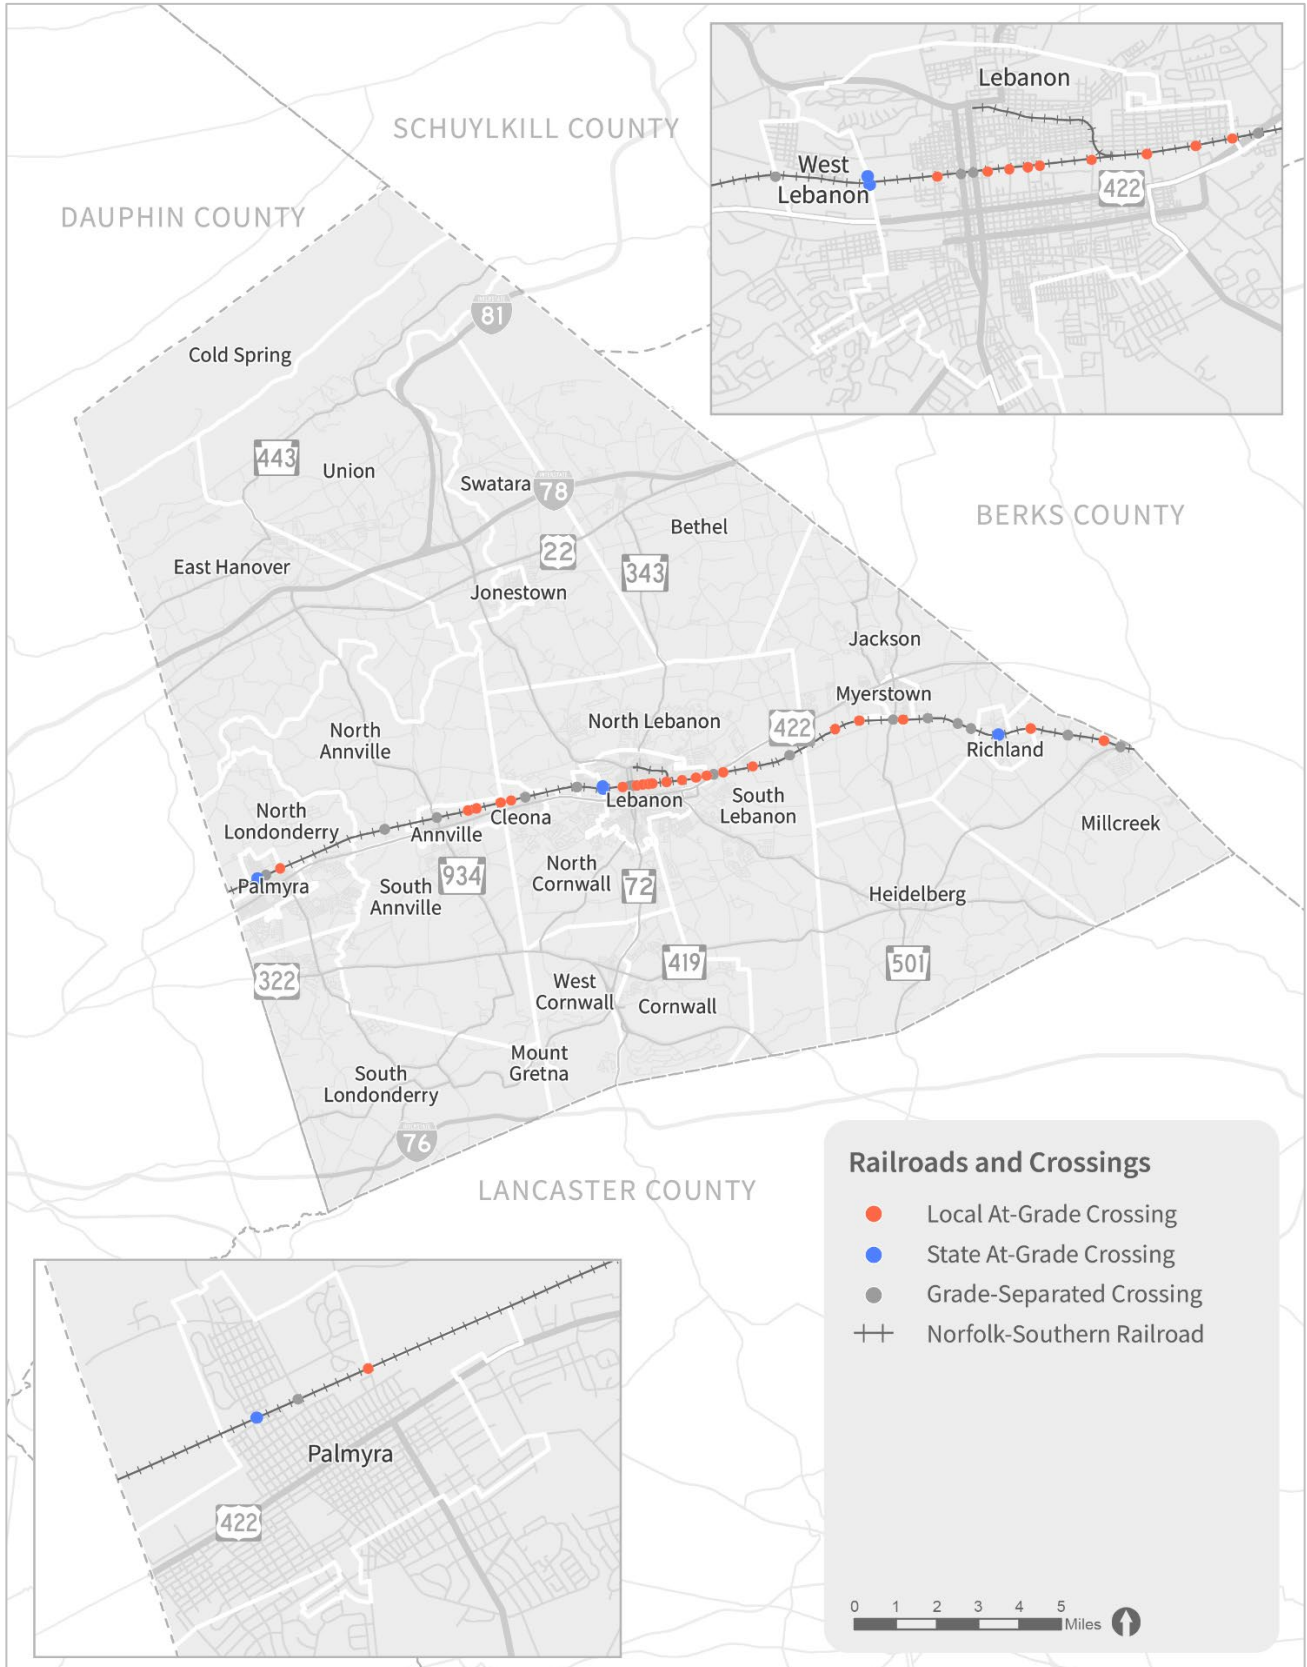 SCHUYLKILL COUNTY
DAUPHIN COUNTY
BERKS COUNTY
LANCASTER COUNTY
Lebanon
West
Lebanon
422
81
Cold Spring
443
Union
Swatara
78
Bethel
22
East Hanover
343
Jonestown
Jackson
Myerstown
North Lebanon
422
North
Annville
Richland
Lebanon
South
Lebanon
North
Londonderry
Cleona
Annville
Millcreek
Palmyra
934
North
Cornwall
72
South
Annville
Heidelberg
322
419
501
West
Cornwall
Cornwall
Mount
Gretna
South
Londonderry
76
Railroads and Crossings
Local At-Grade Crossing
State At-Grade Crossing
Grade-Separated Crossing
Norfolk-Southern Railroad
0 1 2 3 4 5
Miles
Palmyra
422